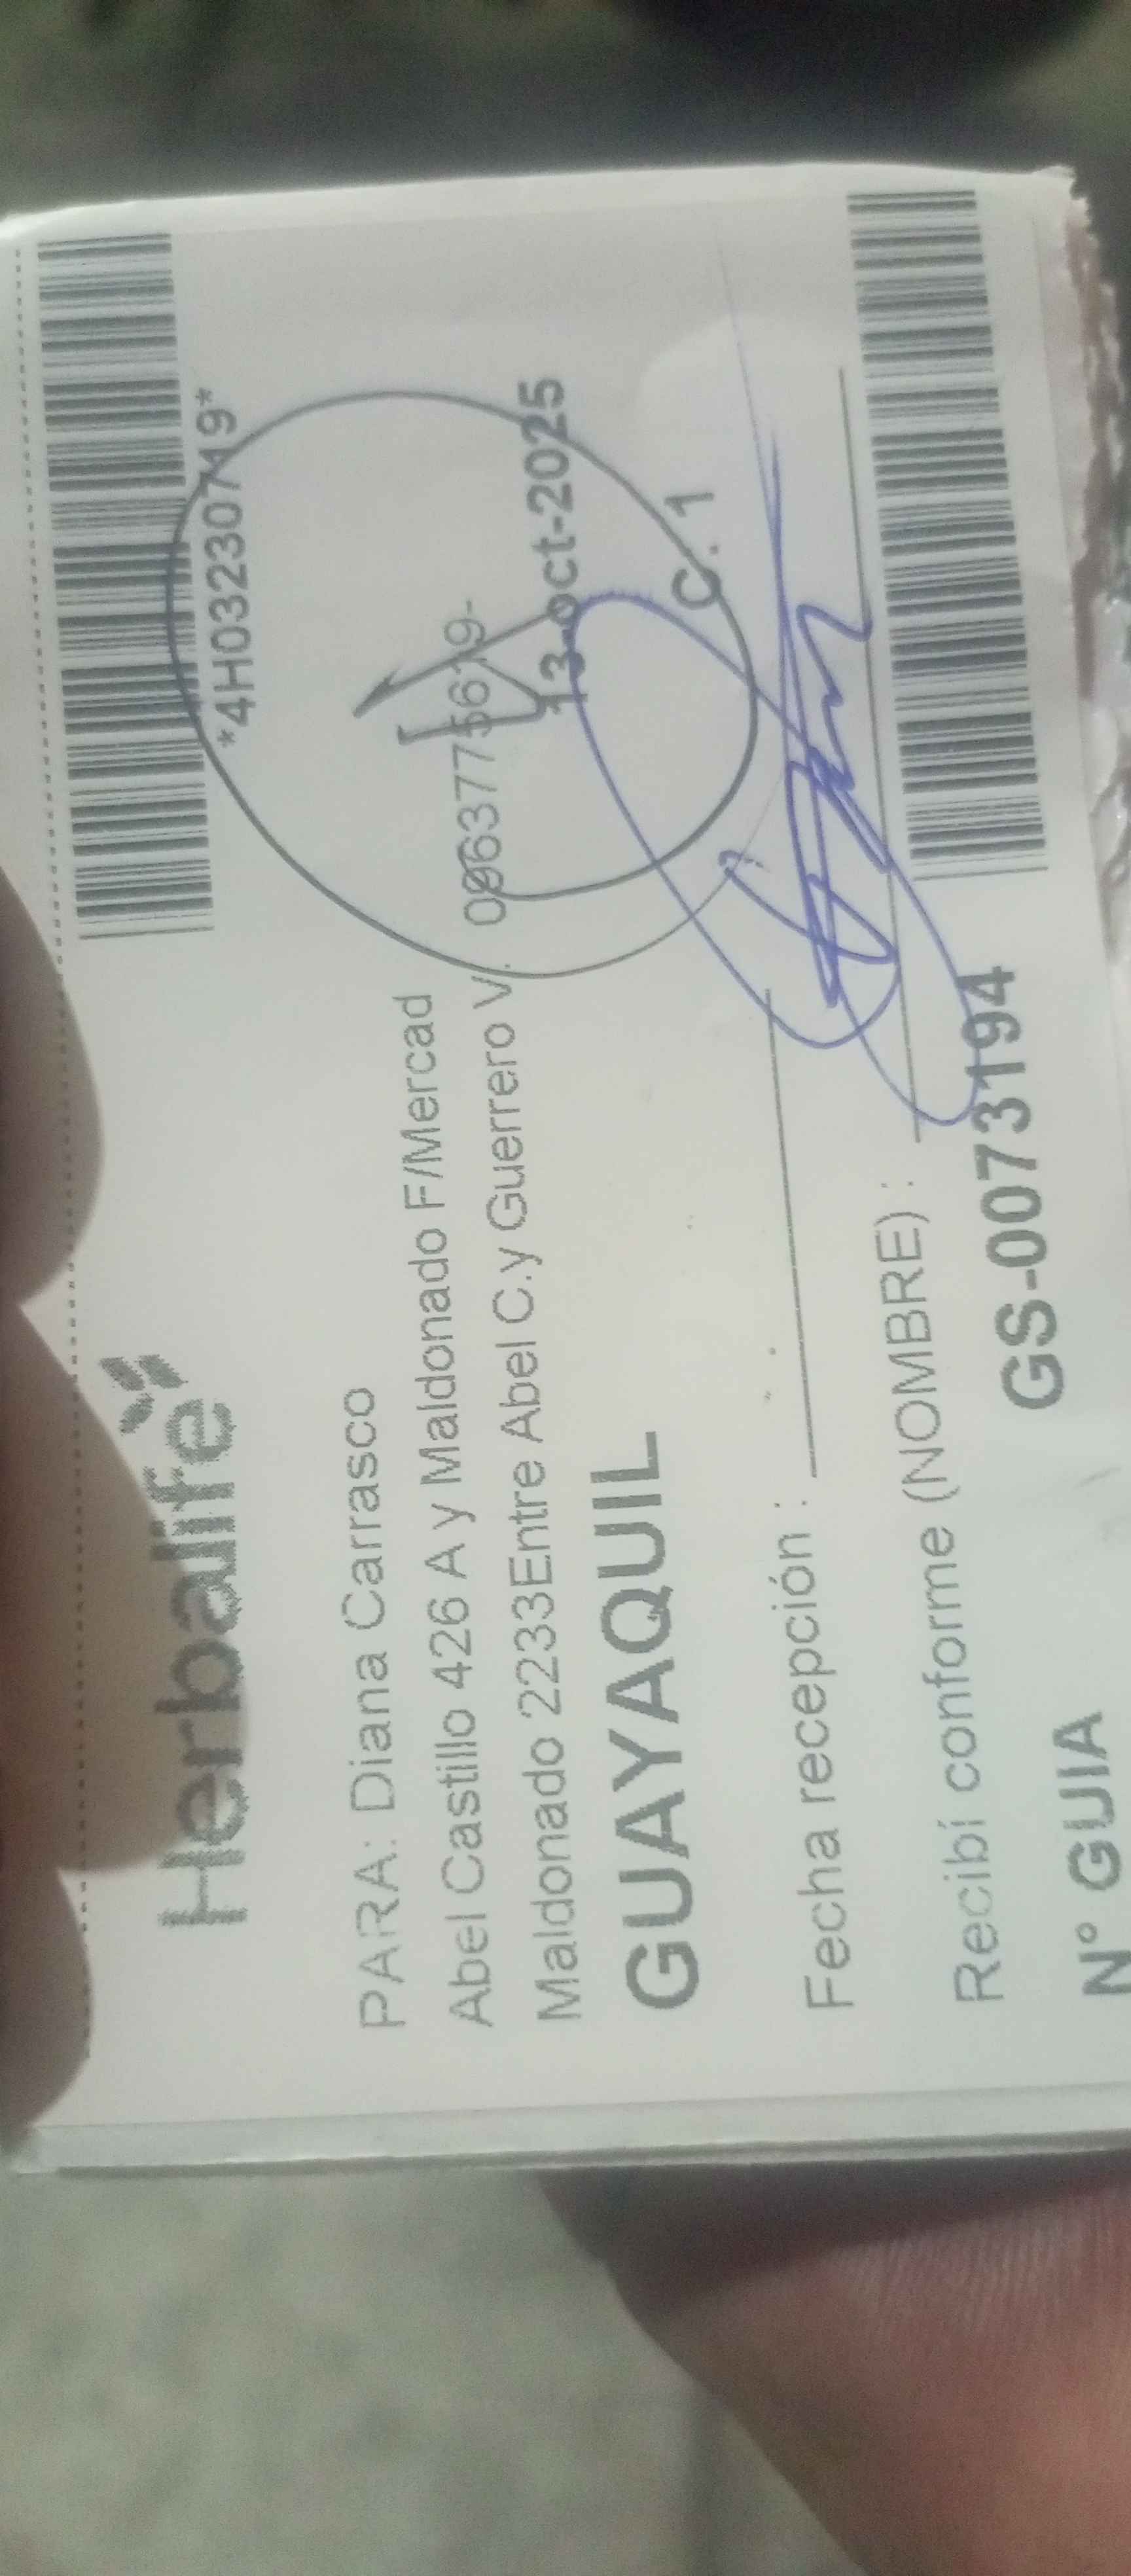 Herbalife
*4H03230719*
PARA: Diana Carrasco
Abel Castillo 426 A y Maldonado F/Mercad
Maldonado 2233Entre Abel C.y Guerrero V.
13-oct-2025
GUAYAQUIL
C. 1
Fecha recepción :
Recibí conforme (NOMBRE) :
N° GUIA GS-0073194